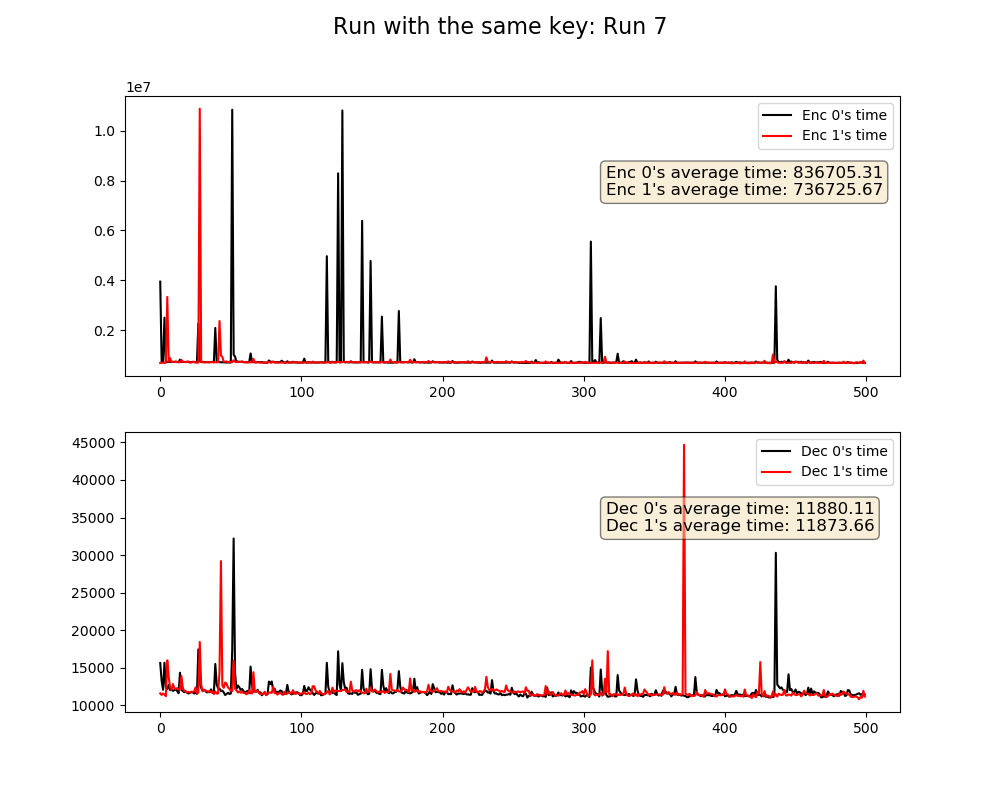 Run with the same key: Run 7
1e7
1.0
0.8
0.6
0.4
0.2
0 100 200 300 400 500
Enc 0's time
Enc 1's time
Enc 0's average time: 836705.31
Enc 1's average time: 736725.67
45000
40000
35000
30000
25000
20000
15000
10000
0 100 200 300 400 500
Dec 0's time
Dec 1's time
Dec 0's average time: 11880.11
Dec 1's average time: 11873.66